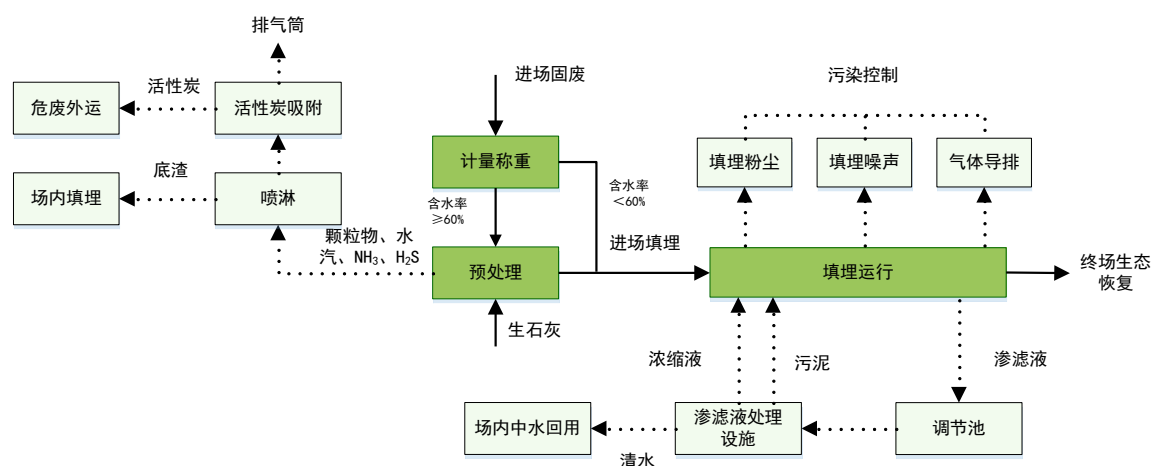 排气筒
进场固废
污染控制
活性炭
危废外运
活性炭吸附
计量称重
填埋粉尘
填埋噪声
气体导排
底渣
场内填埋
喷淋
含水率
≥60%
含水率
＜60%
颗粒物、水
汽、NH₃、H₂S
预处理
进场填埋
填埋运行
终场生态
恢复
生石灰
浓缩液
污泥
渗滤液
场内中水回用
渗滤液处理
设施
调节池
清水